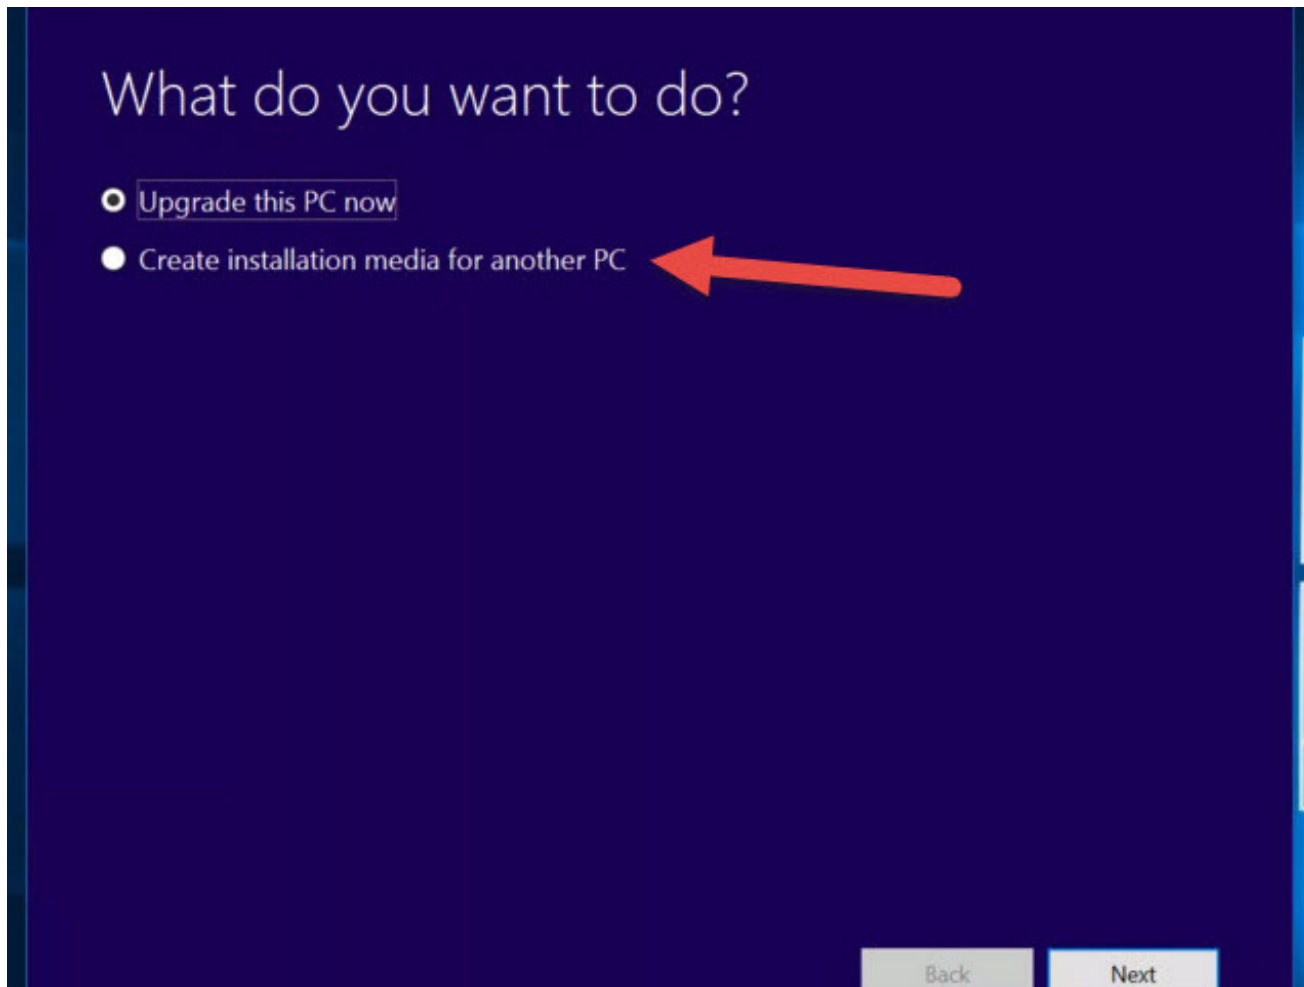 What do you want to do?
Upgrade this PC now
Create installation media for another PC
Back
Next